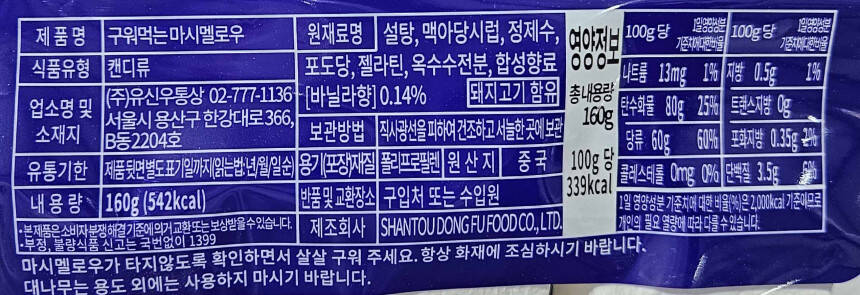 제품명 구워먹는마시멜로우
식품유형 캔디류
업소명 및 소재지 (주)유신우통상 02-777-1136
서울시 용산구 한강대로366,
B동2204호
유통기한 제품 뒷면별도표기일까지(읽는법:년/월/일순)
내용량 160g (542kcal)
•본제품은소비자분쟁해결기준에의거교환또는보상받을수있습니다.
•부정, 불량식품 신고는 국번없이 1399
원재료명 설탕, 맥아당시럽, 정제수,
포도당, 젤라틴, 옥수수전분, 합성향료
[바닐라향] 0.14% 돼지고기 함유
보관방법 직사광선을피하여건조하고서늘한곳에보관
용기(포장)재질 폴리프로필렌 원산지 중국
반품및교환장소 구입처 또는 수입원
제조회사 SHANTOU DONG FU FOOD CO., LTD.
영양정보
총 내용량
160g
100g 당
339kcal
100g 당 1일영양성분 기준치에대한비율 100g 당 1일영양성분 기준치에대한비율
나트륨 13mg 1% 지방 0.5g 1%
탄수화물 80g 25% 트랜스지방 0g
당류 60g 60% 포화지방 0.35g 2%
콜레스테롤 0mg 0% 단백질 3.5g 6%
1일 영양성분 기준치에 대한 비율(%)은 2,000kcal 기준이므로
개인의 필요 열량에 따라 다를 수 있습니다.
마시멜로우가 타지않도록 확인하면서 살살 구워 주세요. 항상 화재에 조심하시기 바랍니다.
대나무는 용도 외에는 사용하지 마시기 바랍니다.